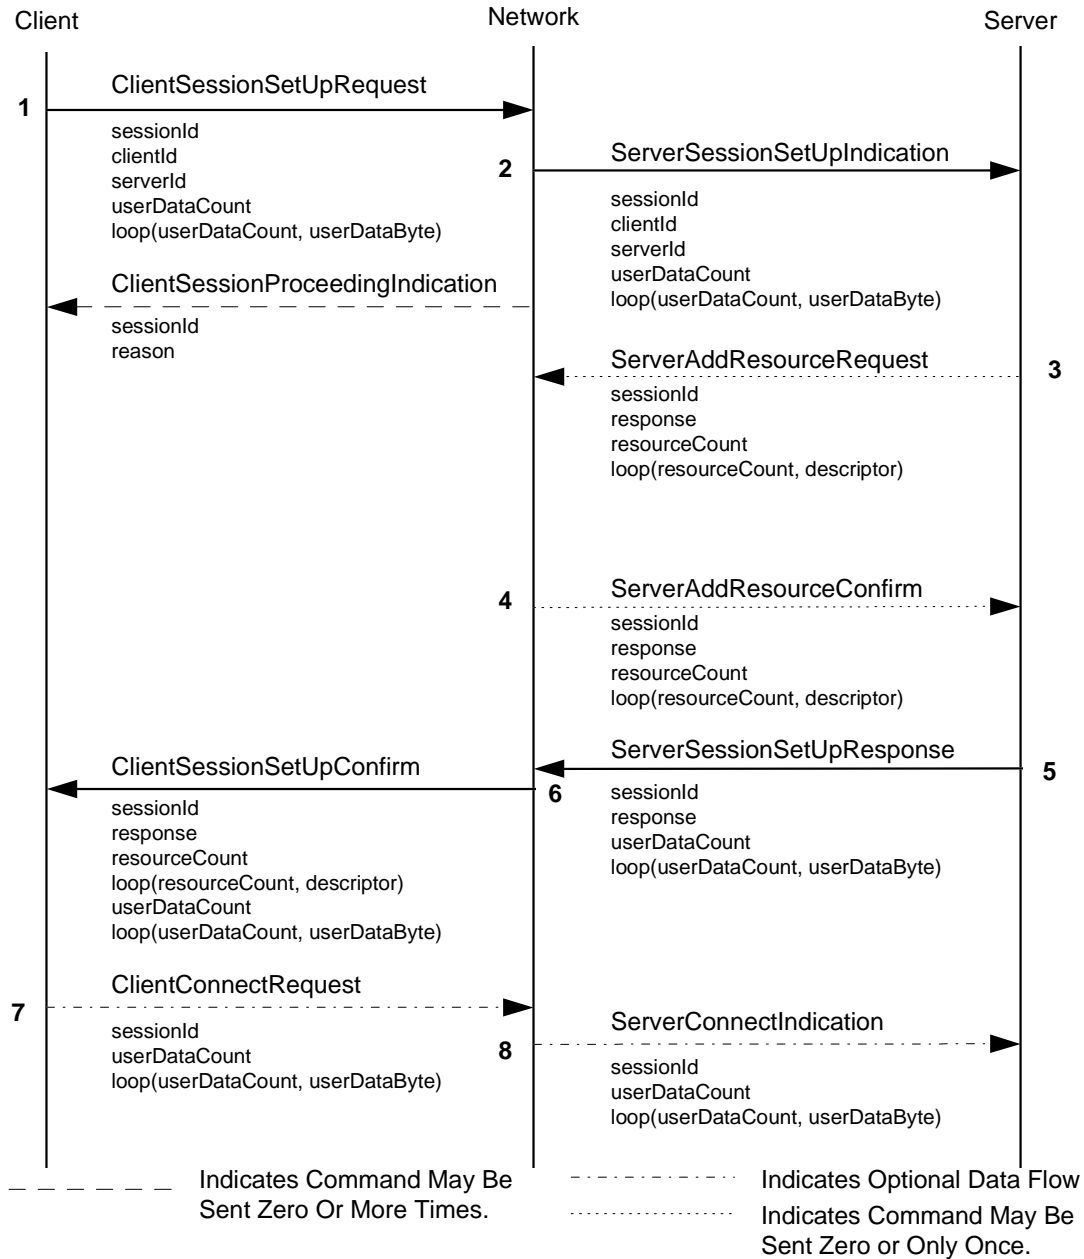 Client
Network
Server
ClientSessionSetUpRequest
1
sessionId
clientId
serverId
userDataCount
loop(userDataCount, userDataByte)
2
ServerSessionSetUpIndication
sessionId
clientId
serverId
userDataCount
loop(userDataCount, userDataByte)
ClientSessionProceedingIndication
sessionId
reason
ServerAddResourceRequest
3
sessionId
response
resourceCount
loop(resourceCount, descriptor)
4
ServerAddResourceConfirm
sessionId
response
resourceCount
loop(resourceCount, descriptor)
ServerSessionSetUpResponse
5
sessionId
response
userDataCount
loop(userDataCount, userDataByte)
ClientSessionSetUpConfirm
6
sessionId
response
resourceCount
loop(resourceCount, descriptor)
userDataCount
loop(userDataCount, userDataByte)
ClientConnectRequest
7
sessionId
userDataCount
loop(userDataCount, userDataByte)
8
ServerConnectIndication
sessionId
userDataCount
loop(userDataCount, userDataByte)
Indicates Command May Be
Sent Zero Or More Times.
Indicates Optional Data Flow
Indicates Command May Be
Sent Zero or Only Once.